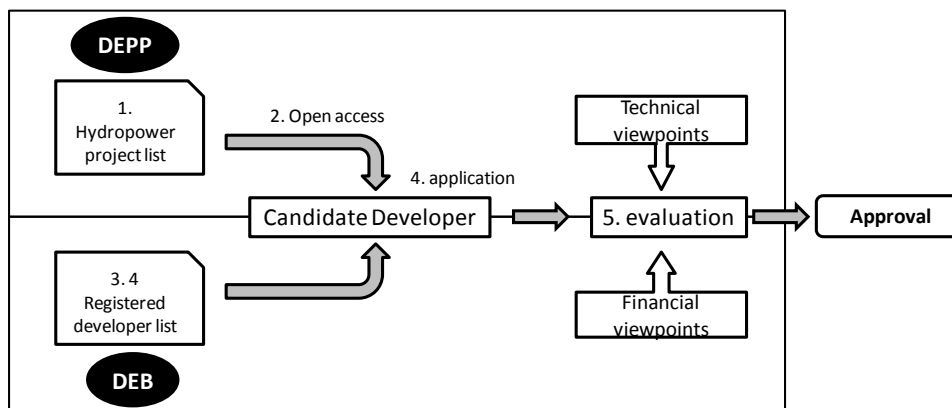 DEPP
1.
Hydropower
project list
2. Open access
Technical
viewpoints
4. application
Candidate Developer
5. evaluation
Approval
3. 4
Registered
developer list
Financial
viewpoints
DEB